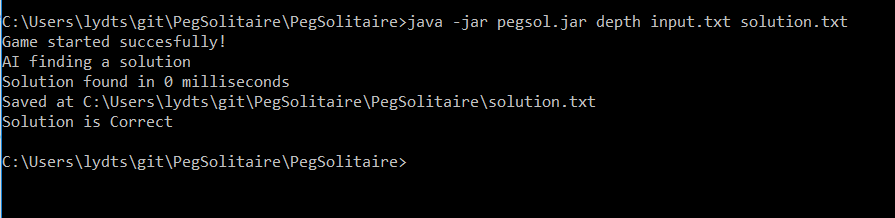 C:\Users\lydts\git\PegSolitaire\PegSolitaire>java -jar pegsol.jar depth input.txt solution.txt
Game started succesfully!
AI finding a solution
Solution found in 0 milliseconds
Saved at C:\Users\lydts\git\PegSolitaire\PegSolitaire\solution.txt
Solution is Correct
C:\Users\lydts\git\PegSolitaire\PegSolitaire>